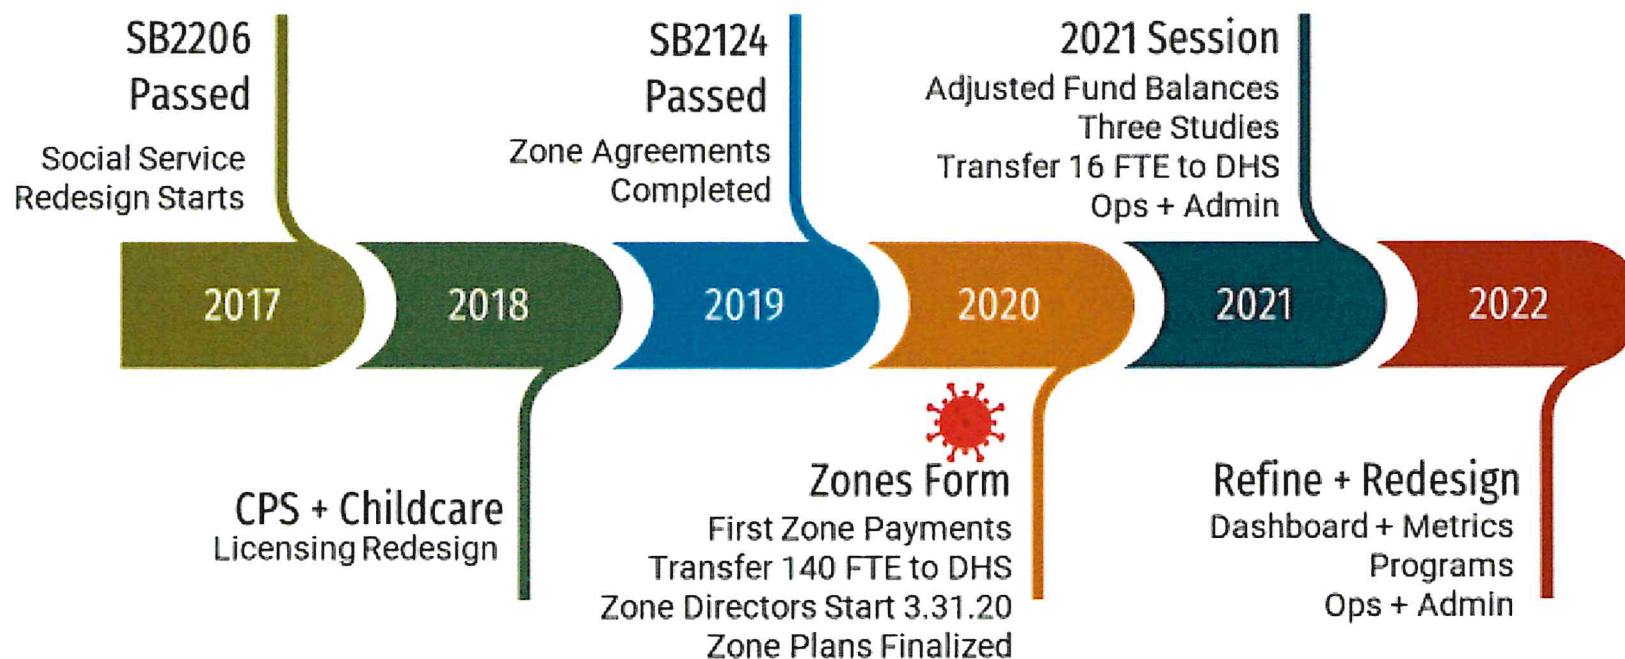 SB2206
Passed
Social Service
Redesign Starts
SB2124
Passed
Zone Agreements
Completed
2021 Session
Adjusted Fund Balances
Three Studies
Transfer 16 FTE to DHS
Ops + Admin
2017
2018
2019
2020
2021
2022
CPS + Childcare
Licensing Redesign
Zones Form
First Zone Payments
Transfer 140 FTE to DHS
Zone Directors Start 3.31.20
Zone Plans Finalized
Refine + Redesign
Dashboard + Metrics
Programs
Ops + Admin